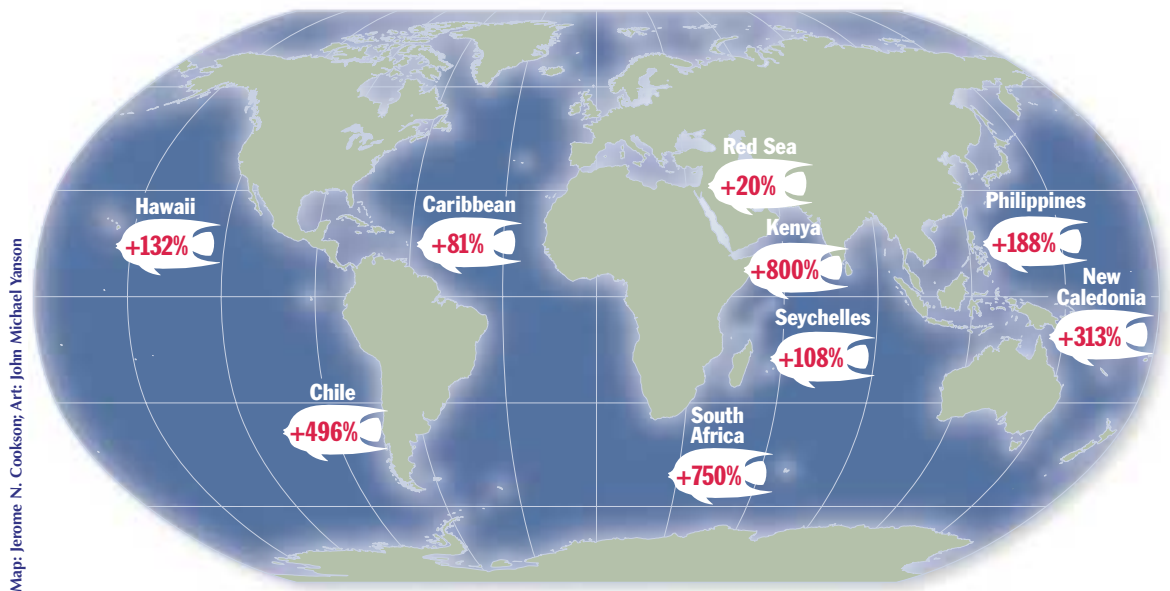 Red Sea
+20%
Hawaii
+132%
Caribbean
+81%
Philippines
+188%
Kenya
+800%
New
Caledonia
+313%
Seychelles
+108%
Chile
+496%
South
Africa
+750%
Map: Jerome N. Cookson; Art: John Michael Yanson